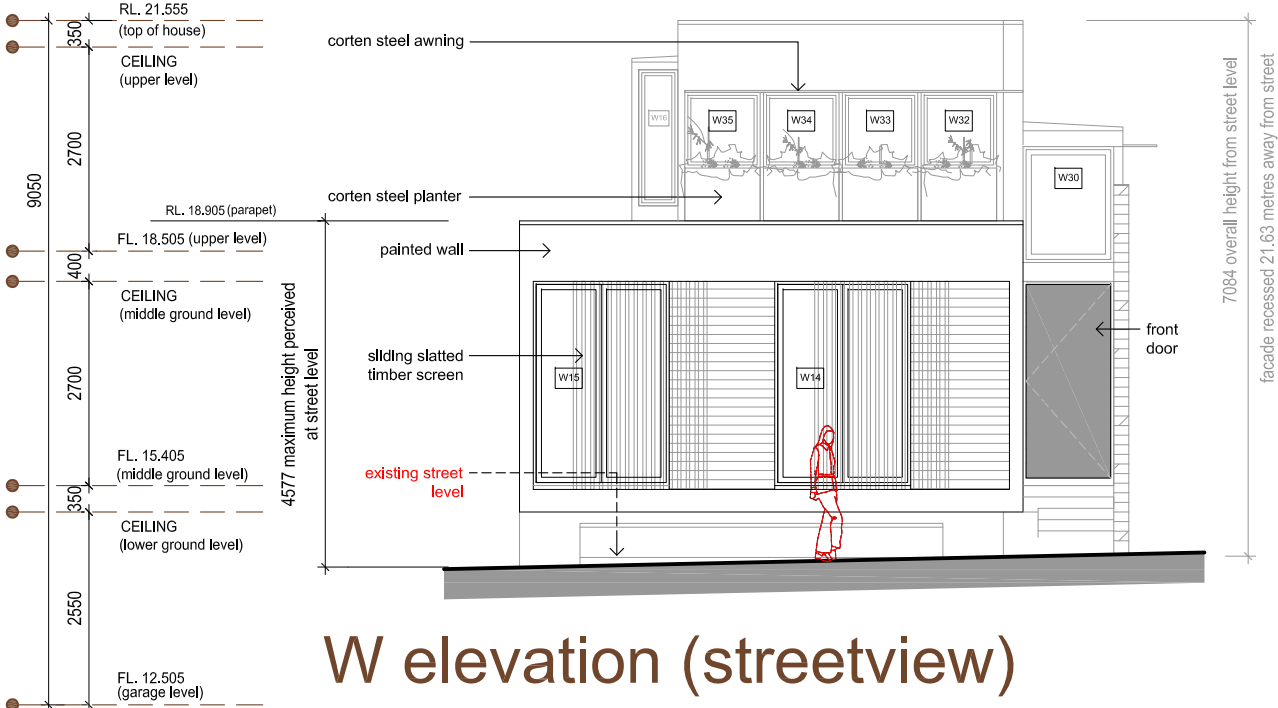 RL. 21.555
(top of house)
350
CEILING
(upper level)
2700
9050
RL. 18.905 (parapet)
FL. 18.505 (upper level)
400
CEILING
(middle ground level)
2700
FL. 15.405
(middle ground level)
350
CEILING
(lower ground level)
2550
FL. 12.505
(garage level)
4577 maximum height perceived
at street level
corten steel awning
corten steel planter
painted wall
sliding slatted
timber screen
existing street
level
W16
W35
W34
W33
W32
W30
W15
W14
front
door
7084 overall height from street level
facade recessed 21.63 metres away from street
W elevation (streetview)